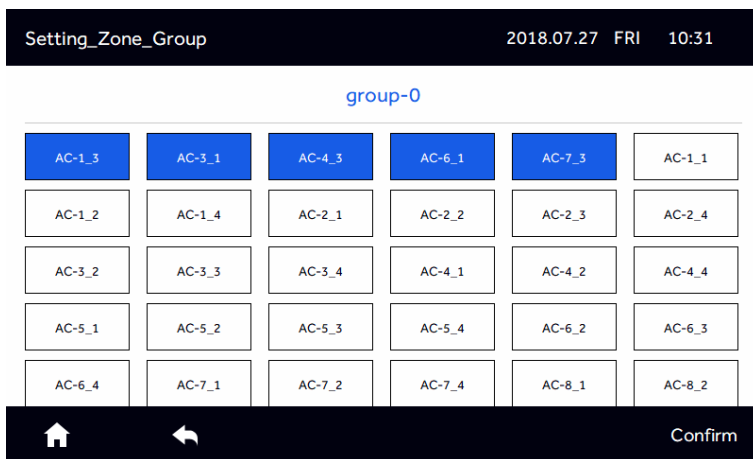 Setting_Zone_Group 2018.07.27 FRI 10:31
group-0
AC-1_3 AC-3_1 AC-4_3 AC-6_1 AC-7_3 AC-1_1
AC-1_2 AC-1_4 AC-2_1 AC-2_2 AC-2_3 AC-2_4
AC-3_2 AC-3_3 AC-3_4 AC-4_1 AC-4_2 AC-4_4
AC-5_1 AC-5_2 AC-5_3 AC-5_4 AC-6_2 AC-6_3
AC-6_4 AC-7_1 AC-7_2 AC-7_4 AC-8_1 AC-8_2
Confirm